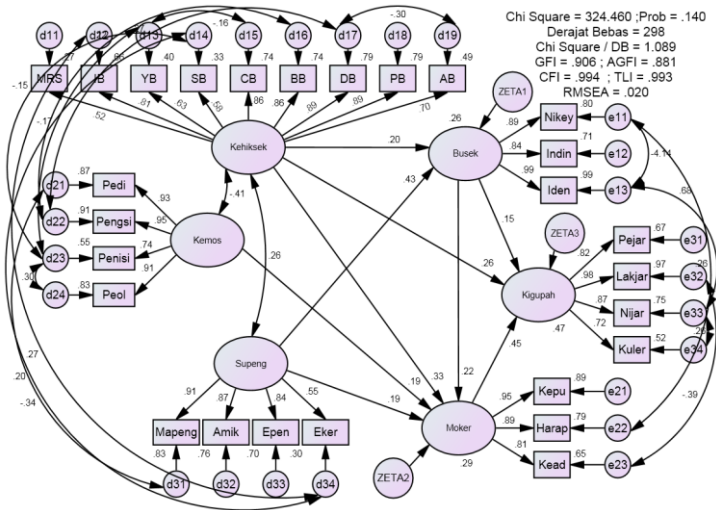 Chi Square = 324.460 ;Prob = .140
Derajat Bebas = 298
Chi Square / DB = 1.089
GFI = .906 ; AGFI = .881
CFI = .994 ; TLI = .993
RMSEA = .020
-.16
-.30
d11 d12 d13 d14 d15 d16 d17 d18 d19
.40 .33 .74 .74 .79 .79 .49
MRS IB YB SB CB BB DB PB AB
-.15
.52 .81 .63 .58 .86 .86 .89 .89 .70
-.17
Kehiksek
.20
.26
Busek
ZETA1
.89 Nikey .80 e11
.84 Indin .71 e12
.99 Iden .99 e13
-4.14
.68
.43
.15
d21 .87 Pedi .93
d22 .91 Pengsi .95
d23 .55 Penisi .74
d24 .83 Peol .91
.30
Kemos
-.41
.26
.26
ZETA3
Kigupah
.47
.82 Pejar .67 e31
.98 Lakjar .97 e32
.87 Nijar .75 e33
.72 Kuler .52 e34
.26
.45
.22
.27
.20
-.34
Supeng
.19 .33
.19
-.39
.91 .87 .84 .55
Mapeng Amik Epen Eker
.83 .76 .70 .30
d31 d32 d33 d34
Moker
.29
ZETA2
.95 Kepu .89 e21
.89 Harap .79 e22
.81 Kead .65 e23